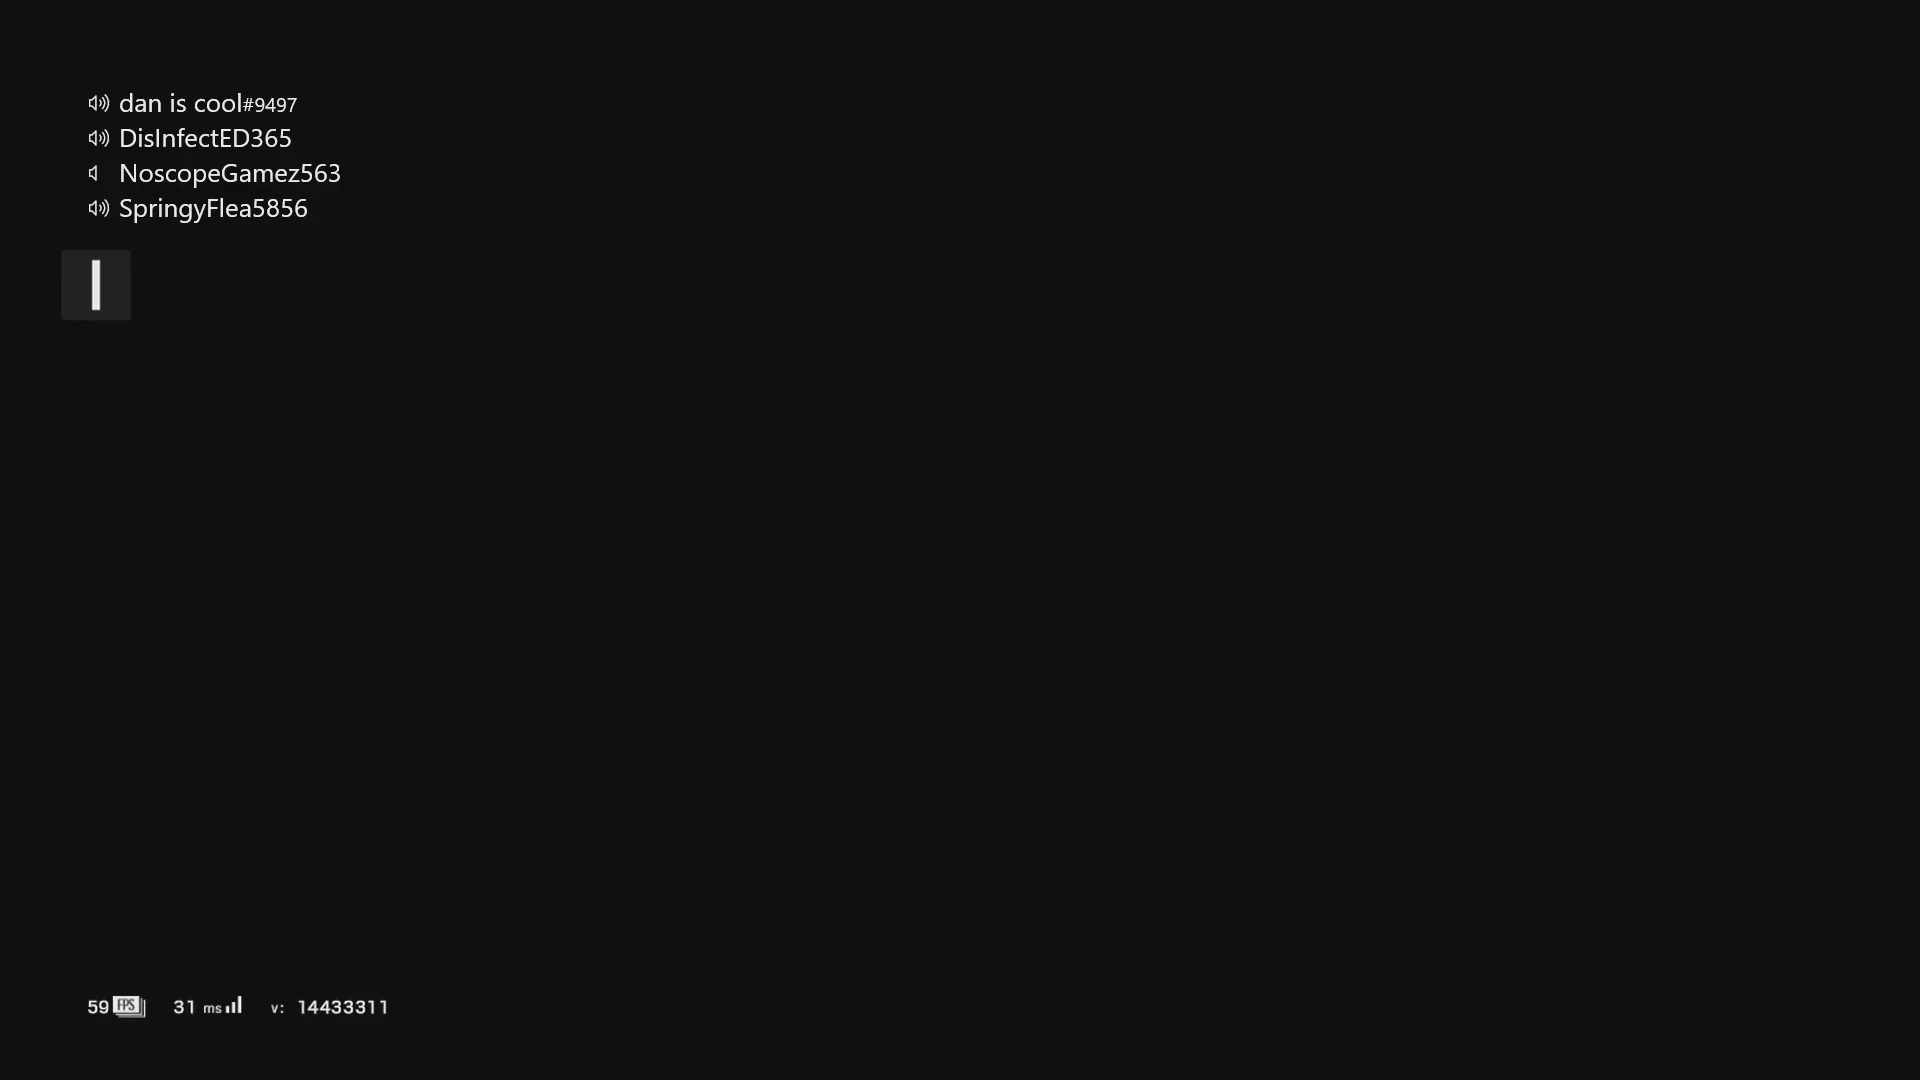 dan is cool#9497
DisInfectED365
NoscopeGamez563
SpringyFlea5856
59 FPS 31 ms v: 14433311